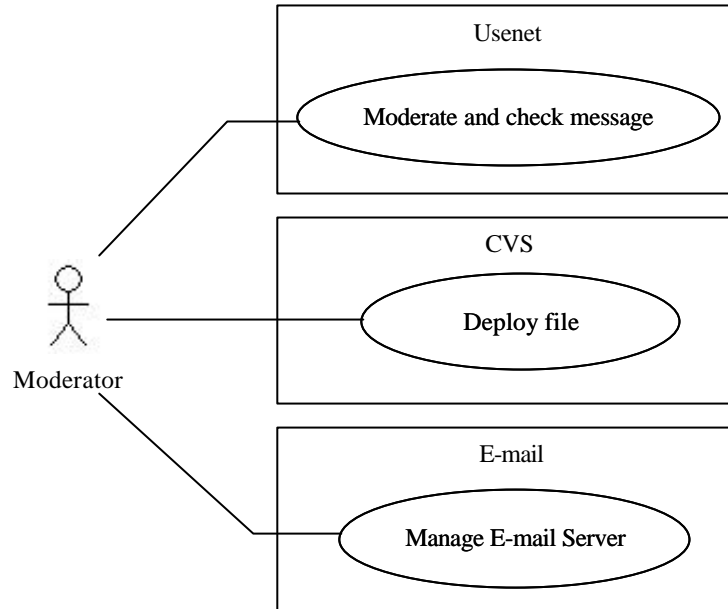 Usenet
Moderate and check message
CVS
Deploy file
Moderator
E-mail
Manage E-mail Server